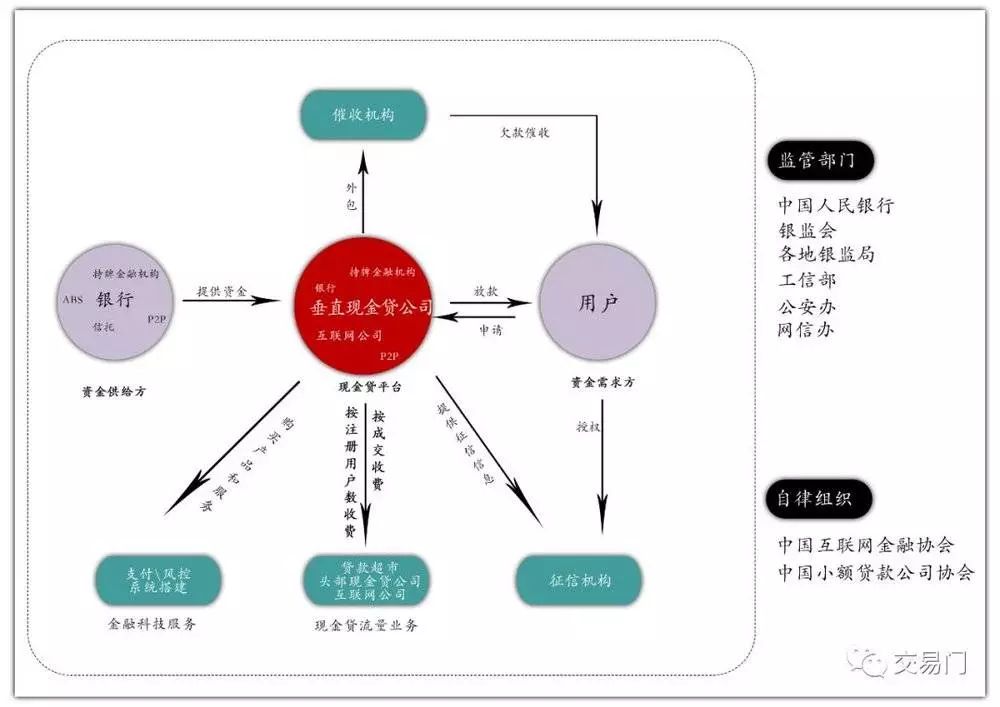 催收机构
欠款催收
外包
持牌金融机构
ABS
银行
信托
P2P
资金供给方
提供资金
持牌金融机构
银行
垂直现金贷公司
互联网公司
P2P
现金贷平台
放款
申请
用户
资金需求方
购买产品和服务
按注册用户数收费
按成交收费
提供征信信息
授权
支付\风控
系统搭建
金融科技服务
贷款超市
头部现金贷公司
互联网公司
现金贷流量业务
征信机构
监管部门
中国人民银行
银监会
各地银监局
工信部
公安办
网信办
自律组织
中国互联网金融协会
中国小额贷款公司协会
交易门